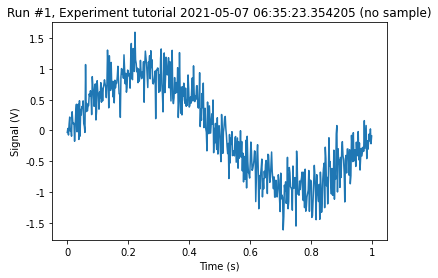 Run #1, Experiment tutorial 2021-05-07 06:35:23.354205 (no sample)
1.5
1
0.5
0
-0.5
-1
-1.5
Signal (V)
0 0.2 0.4 0.6 0.8 1
Time (s)